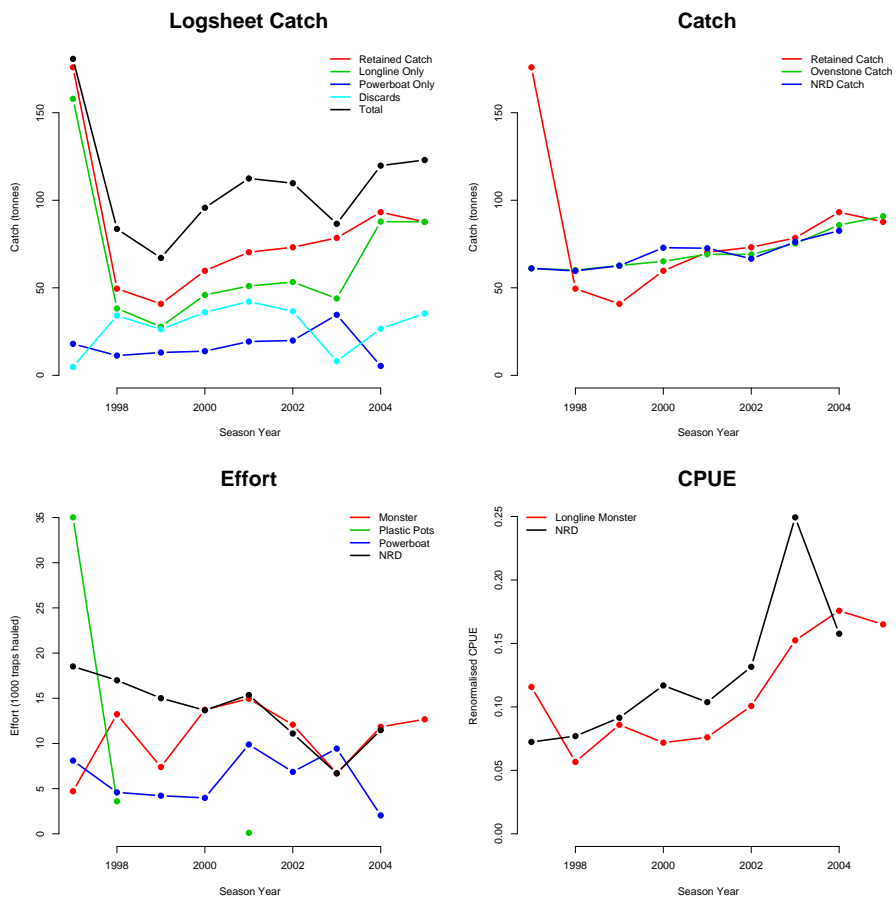 Logsheet Catch
Retained Catch
Longline Only
Powerboat Only
Discards
Total
Catch (tonnes)
150
100
50
0
1998 2000 2002 2004
Season Year
Catch
Retained Catch
Ovenstone Catch
NRD Catch
Catch (tonnes)
150
100
50
0
1998 2000 2002 2004
Season Year
Effort
Monster
Plastic Pots
Powerboat
NRD
Effort (1000 traps hauled)
35
30
25
20
15
10
5
0
1998 2000 2002 2004
Season Year
CPUE
Longline Monster
NRD
Renormalised CPUE
0.25
0.20
0.15
0.10
0.05
0.00
1998 2000 2002 2004
Season Year